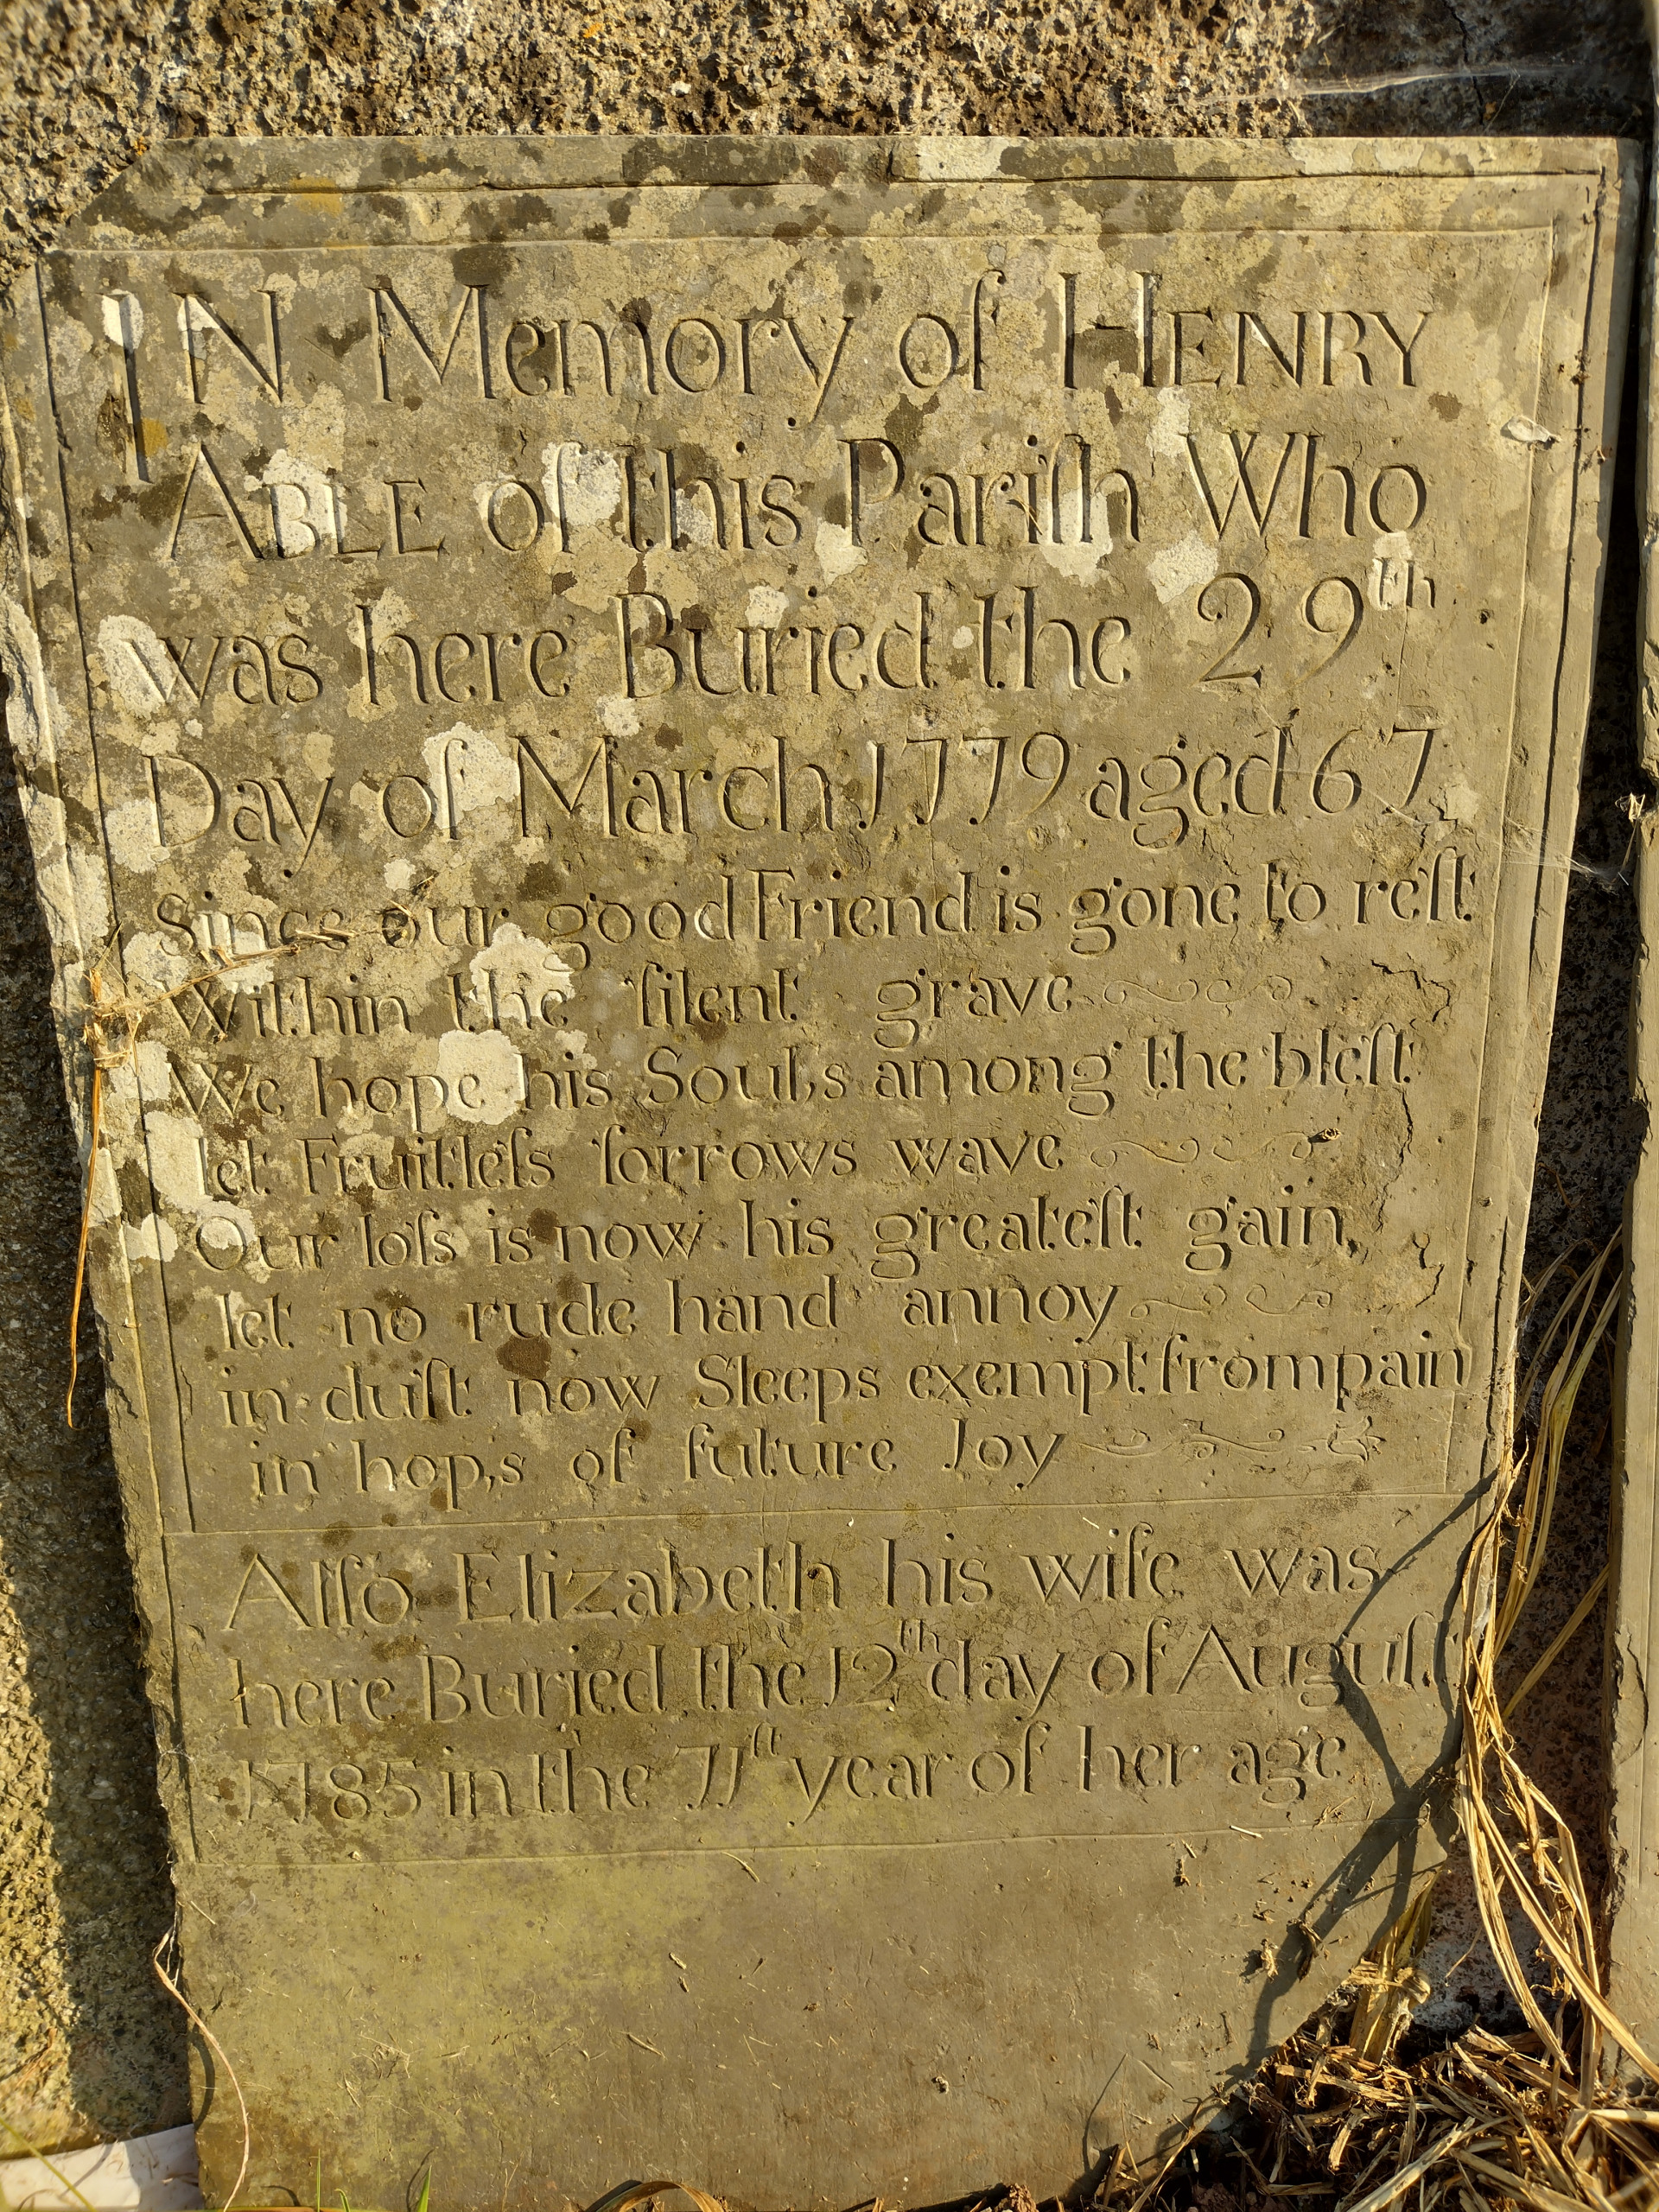 IN Memory of HENRY
ABLE of this Pariſh Who
was here Buried the 29th
Day of March 1779 aged 67
Since our good Friend is gone to reſt
Within the ſilent grave
We hope his Soul,s among the bleſt
let Fruitleſs ſorrows wave
Our loſs is now his greateſt gain,
let no rude hand annoy
in duiſt now Sleeps exempt from pain
in hop,s of future Joy
Alſo Elizabeth his wife was
here Buried the 12th day of Auguſt
1785 in the 71ſt year of her age